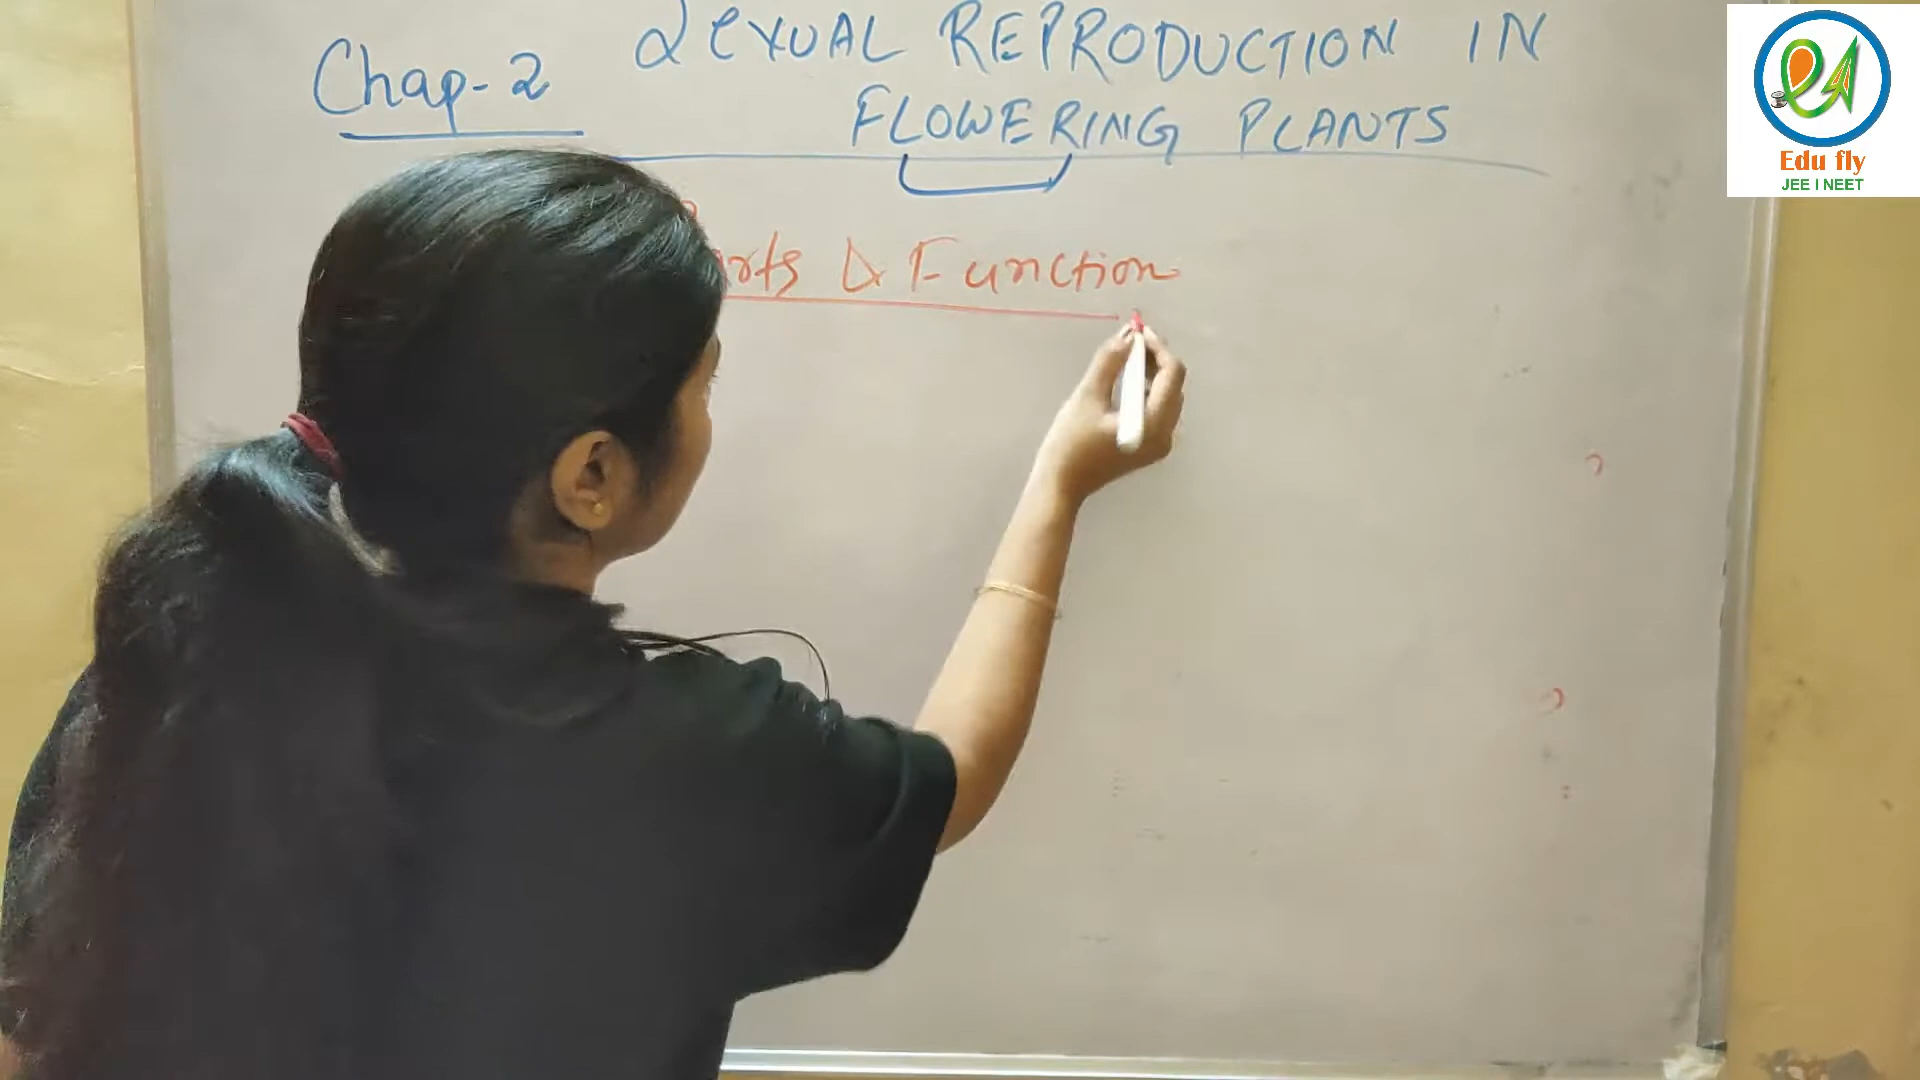 Chap-2
SEXUAL REPRODUCTION IN
FLOWERING PLANTS
& Function
Edu fly
JEE I NEET